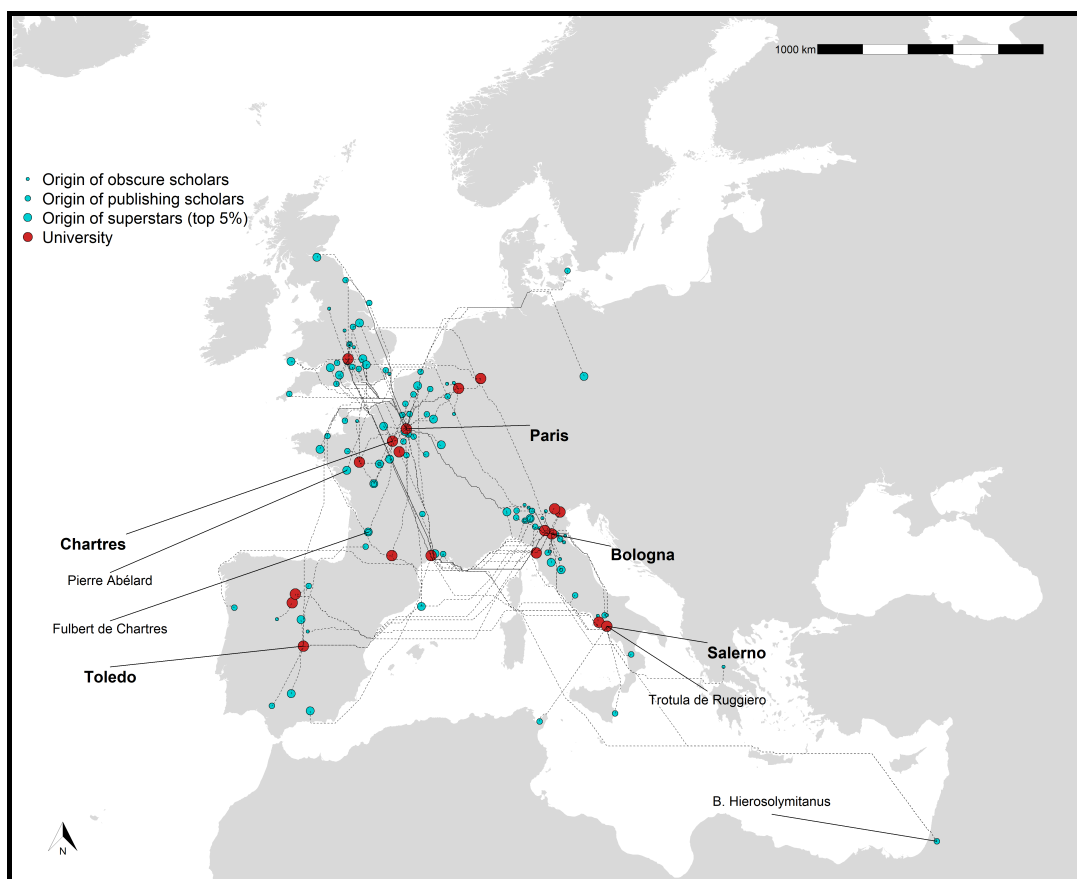 1000 km
Origin of obscure scholars
Origin of publishing scholars
Origin of superstars (top 5%)
University
Paris
Chartres
Bologna
Pierre Abélard
Fulbert de Chartres
Salerno
Toledo
Trotula de Ruggiero
B. Hierosolymitanus
N